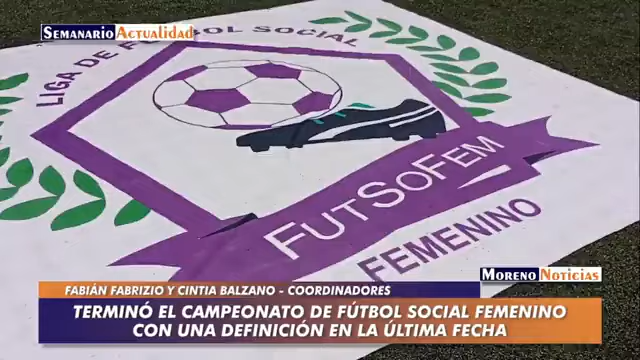 Semanario Actualidad
LIGA DE FÚTBOL SOCIAL
FUTSOFEM
FEMENINO
Moreno Noticias
FABIÁN FABRIZIO Y CINTIA BALZANO - COORDINADORES
TERMINÓ EL CAMPEONATO DE FÚTBOL SOCIAL FEMENINO
CON UNA DEFINICIÓN EN LA ÚLTIMA FECHA